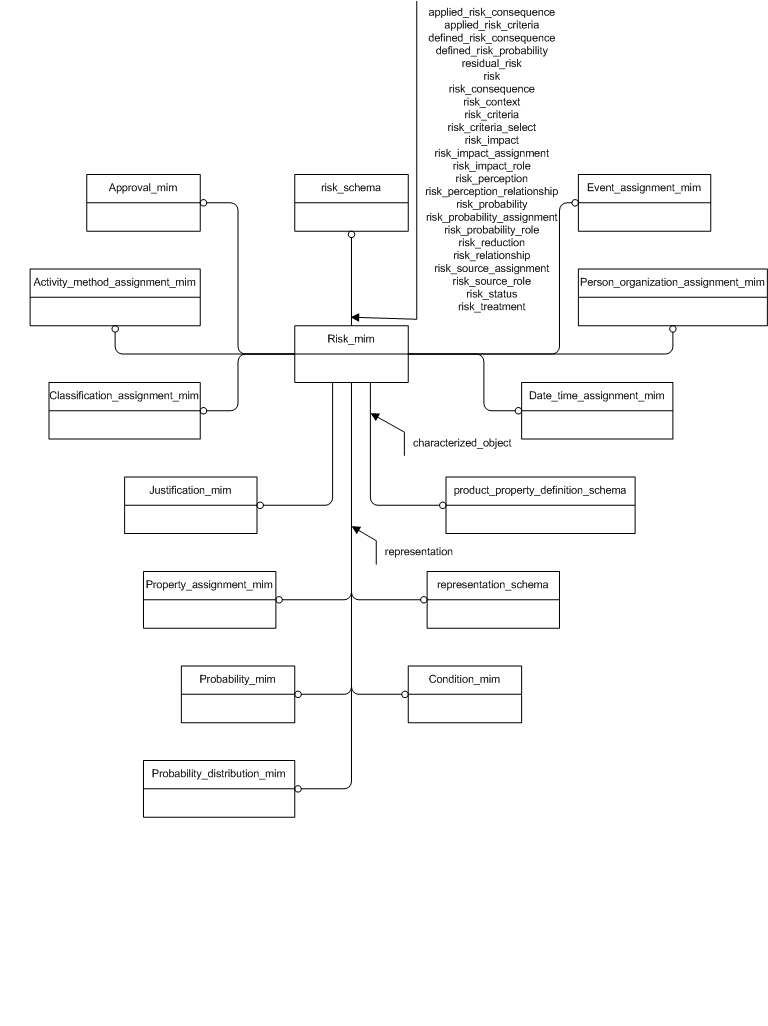 applied_risk_consequence
applied_risk_criteria
defined_risk_consequence
defined_risk_probability
residual_risk
risk
risk_consequence
risk_context
risk_criteria
risk_criteria_select
risk_impact
risk_impact_assignment
risk_impact_role
risk_perception
risk_perception_relationship
risk_probability
risk_probability_assignment
risk_probability_role
risk_reduction
risk_relationship
risk_source_assignment
risk_source_role
risk_status
risk_treatment
Approval_mim
risk_schema
Event_assignment_mim
Activity_method_assignment_mim
Person_organization_assignment_mim
Risk_mim
Classification_assignment_mim
Date_time_assignment_mim
characterized_object
Justification_mim
product_property_definition_schema
representation
Property_assignment_mim
representation_schema
Probability_mim
Condition_mim
Probability_distribution_mim